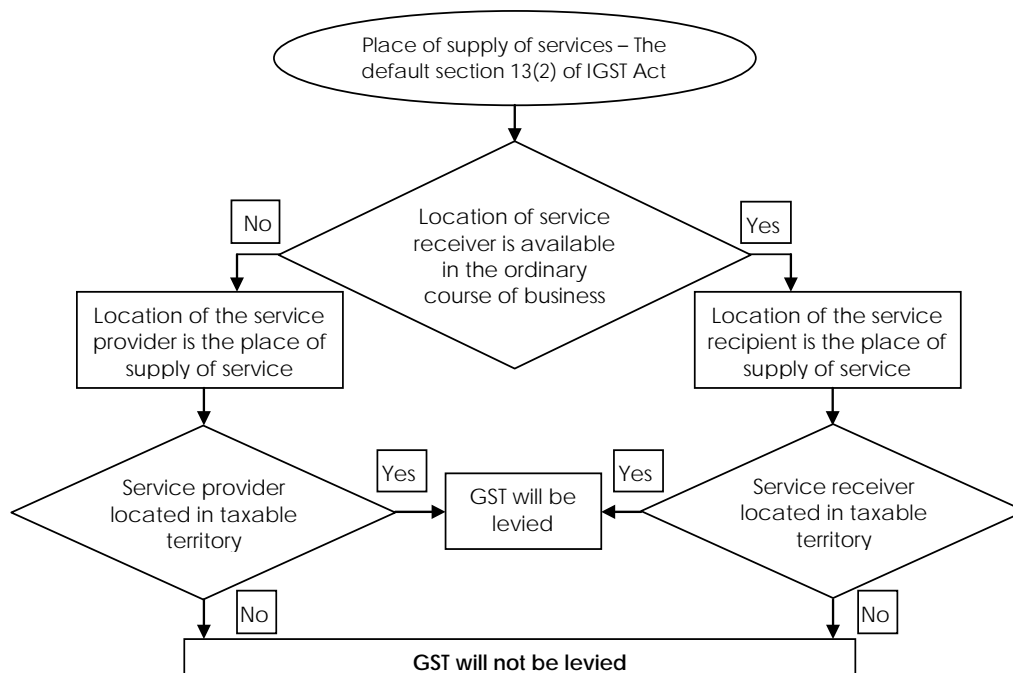 Place of supply of services – The
default section 13(2) of IGST Act
No
Location of service
receiver is available
in the ordinary
course of business
Yes
Location of the service
provider is the place of
supply of service
Location of the service
recipient is the place of
supply of service
Service provider
located in taxable
territory
Yes
GST will be
levied
Yes
Service receiver
located in taxable
territory
No
No
GST will not be levied